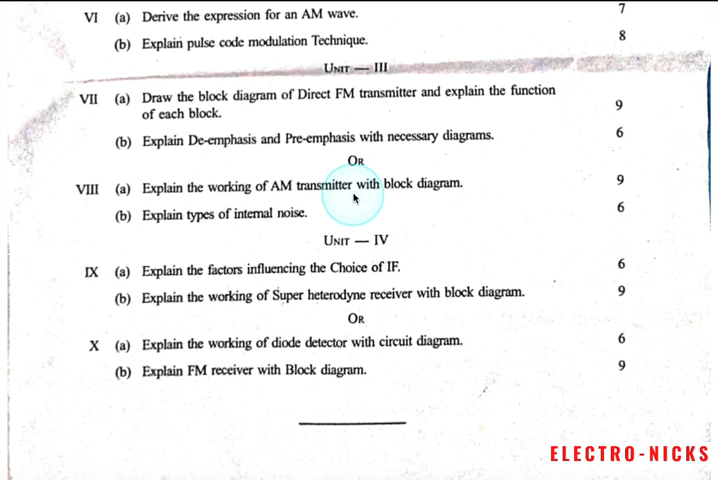 VI (a) Derive the expression for an AM wave. 7
(b) Explain pulse code modulation Technique. 8
UNIT — III
VII (a) Draw the block diagram of Direct FM transmitter and explain the function
of each block. 9
(b) Explain De-emphasis and Pre-emphasis with necessary diagrams. 6
OR
VIII (a) Explain the working of AM transmitter with block diagram. 9
(b) Explain types of internal noise. 6
UNIT — IV
IX (a) Explain the factors influencing the Choice of IF. 6
(b) Explain the working of Super heterodyne receiver with block diagram. 9
OR
X (a) Explain the working of diode detector with circuit diagram. 6
(b) Explain FM receiver with Block diagram. 9
ELECTRO-NICKS